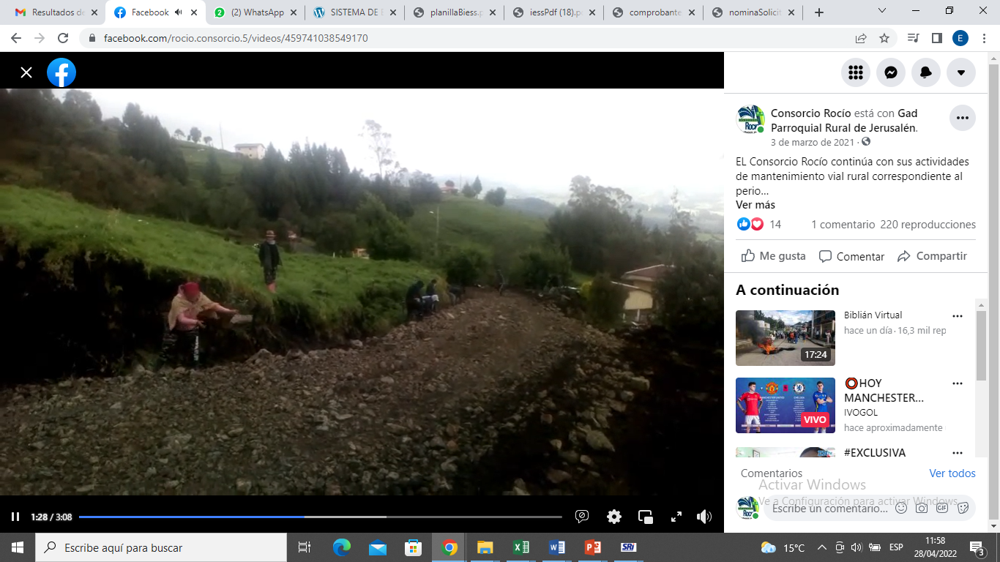 Resultados de
Facebook
(2) WhatsApp
SISTEMA DE E
planillaBiess.p
iessPdf (18).p
comprobante
nominaSolicit
facebook.com/rocio.consorcio.5/videos/459741038549170
E
Consorcio Rocío está con Gad
Parroquial Rural de Jerusalén.
3 de marzo de 2021 ·
EL Consorcio Rocío continúa con sus actividades
de mantenimiento vial rural correspondiente al
perio...
Ver más
14
1 comentario 220 reproducciones
Me gusta
Comentar
Compartir
A continuación
17:24
Biblián Virtual
hace un día · 16,3 mil rep
VIVO
HOY
MANCHESTER...
IVOGOL
hace aproximadamente
#EXCLUSIVA
Comentarios
Ver todos
Activar Windows
Ve a Configuración para activar Windows.
Escribe un comentario...
GIF
1:28 / 3:08
Escribe aquí para buscar
SRi
15°C
ESP
11:58
28/04/2022
3